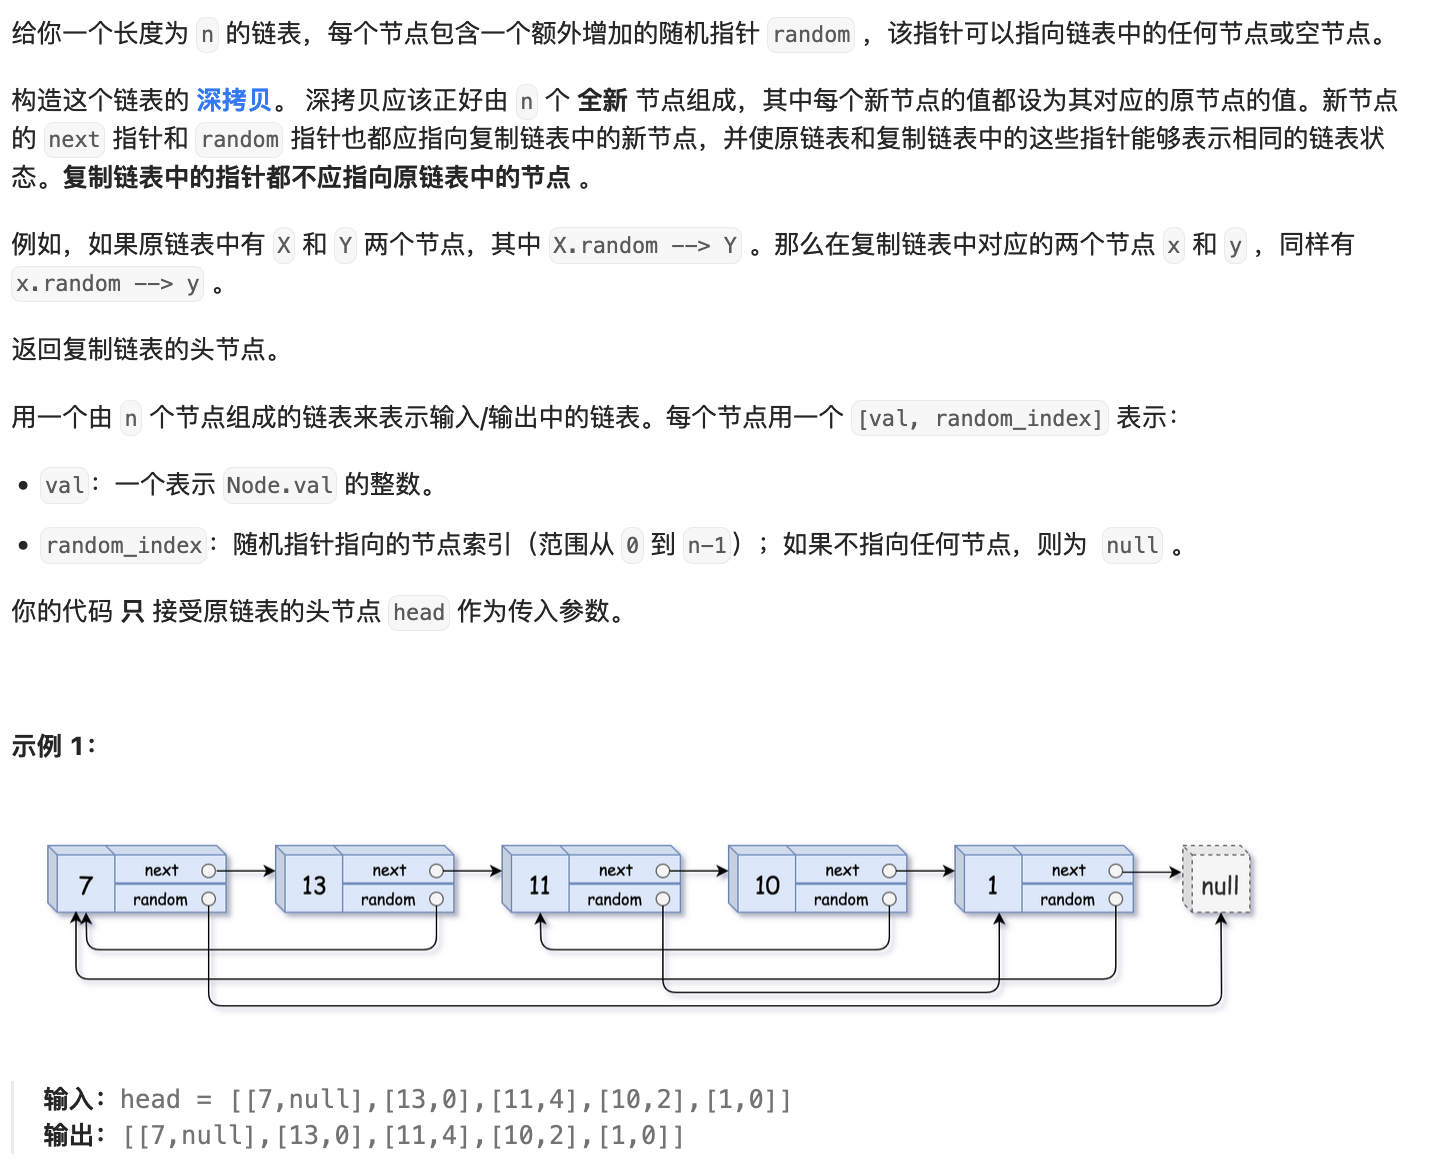 给你一个长度为 n 的链表，每个节点包含一个额外增加的随机指针 random ，该指针可以指向链表中的任何节点或空节点。
构造这个链表的 深拷贝。 深拷贝应该正好由 n 个 全新 节点组成，其中每个新节点的值都设为其对应的原节点的值。新节点
的 next 指针和 random 指针也都应指向复制链表中的新节点，并使原链表和复制链表中的这些指针能够表示相同的链表状
态。复制链表中的指针都不应指向原链表中的节点 。
例如，如果原链表中有 X 和 Y 两个节点，其中 X.random --> Y 。那么在复制链表中对应的两个节点 x 和 y ，同样有
x.random --> y 。
返回复制链表的头节点。
用一个由 n 个节点组成的链表来表示输入/输出中的链表。每个节点用一个 [val, random_index] 表示：
• val：一个表示 Node.val 的整数。
• random_index：随机指针指向的节点索引（范围从 0 到 n-1）；如果不指向任何节点，则为 null 。
你的代码 只 接受原链表的头节点 head 作为传入参数。
示例 1：
7 next random
13 next random
11 next random
10 next random
1 next random
null
输入：head = [[7,null],[13,0],[11,4],[10,2],[1,0]]
输出：[[7,null],[13,0],[11,4],[10,2],[1,0]]